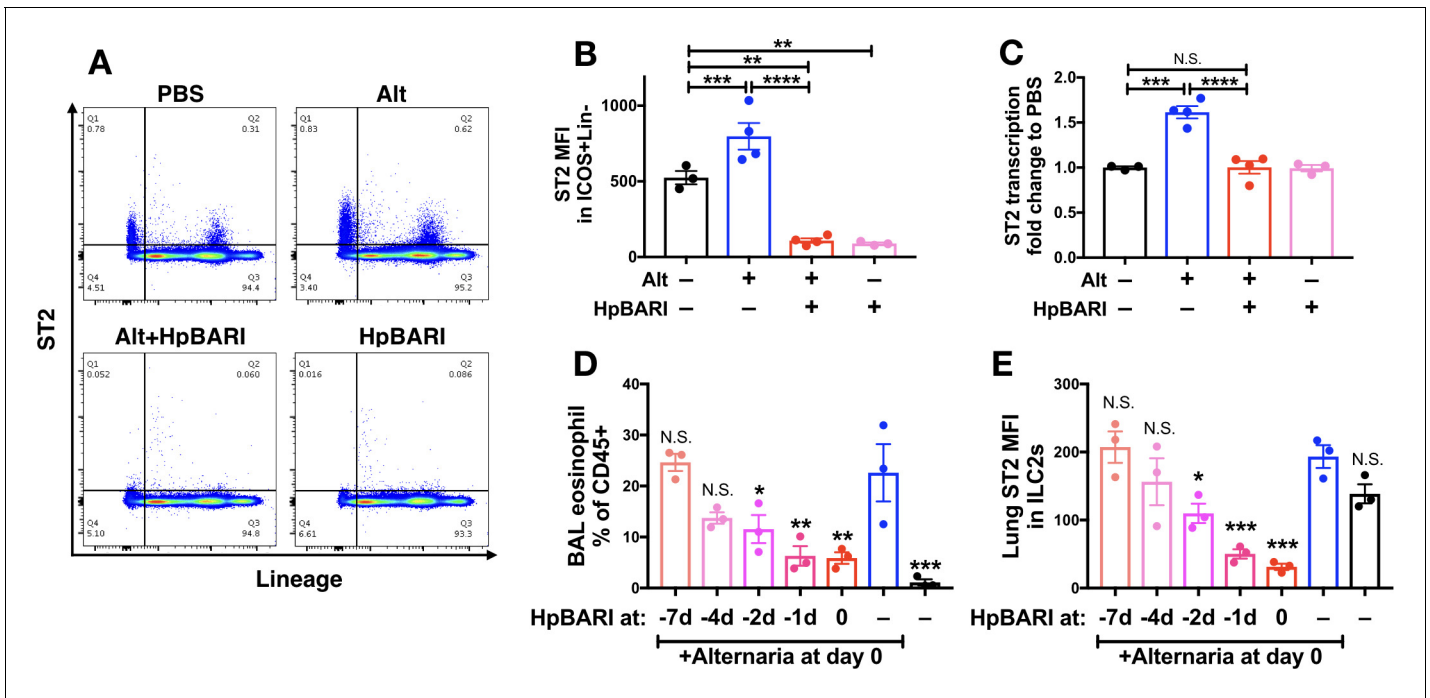 A
PBS
Alt
Q1
0.78
Q2
0.31
Q4
4.51
Q3
94.4
Q1
0.83
Q2
0.62
Q4
3.40
Q3
95.2
Alt+HpBARI
HpBARI
Q1
0.052
Q2
0.060
Q4
5.10
Q3
94.8
Q1
0.016
Q2
0.086
Q4
6.61
Q3
93.3
ST2
Lineage
B
**
**
*** ****
1000
500
0
ST2 MFI
in ICOS+Lin-
Alt – + + –
HpBARI – – + +
C
N.S.
*** ****
2.0
1.5
1.0
0.5
0.0
ST2 transcription
fold change to PBS
Alt – + + –
HpBARI – – + +
D
40
30
20
10
0
BAL eosinophil
% of CD45+
N.S. N.S. * ** ** ***
HpBARI at: -7d -4d -2d -1d 0 – –
+Alternaria at day 0
E
300
200
100
0
Lung ST2 MFI
in ILC2s
N.S. N.S. * *** *** N.S.
HpBARI at: -7d -4d -2d -1d 0 – –
+Alternaria at day 0